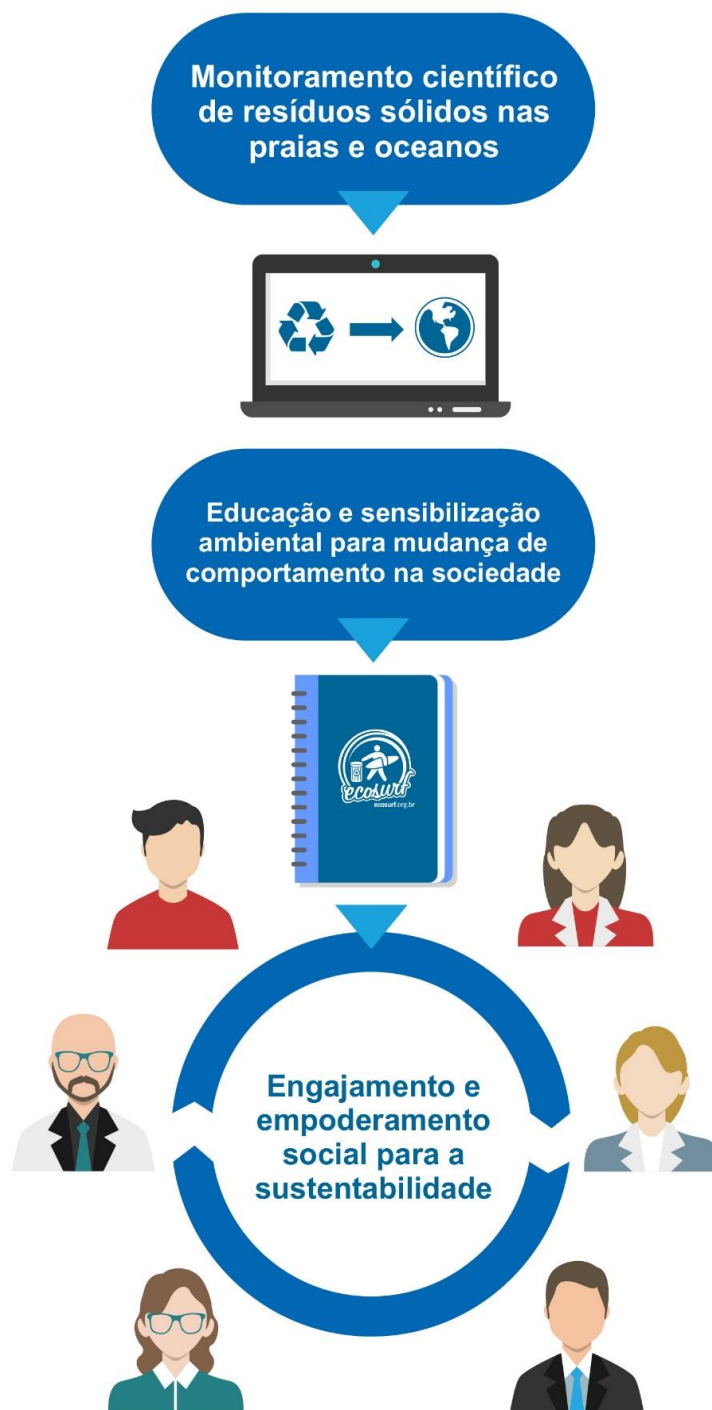 Monitoramento científico
de resíduos sólidos nas
praias e oceanos
Educação e sensibilização
ambiental para mudança de
comportamento na sociedade
ecosurf
ecosurf.org.br
Engajamento e
empoderamento
social para a
sustentabilidade